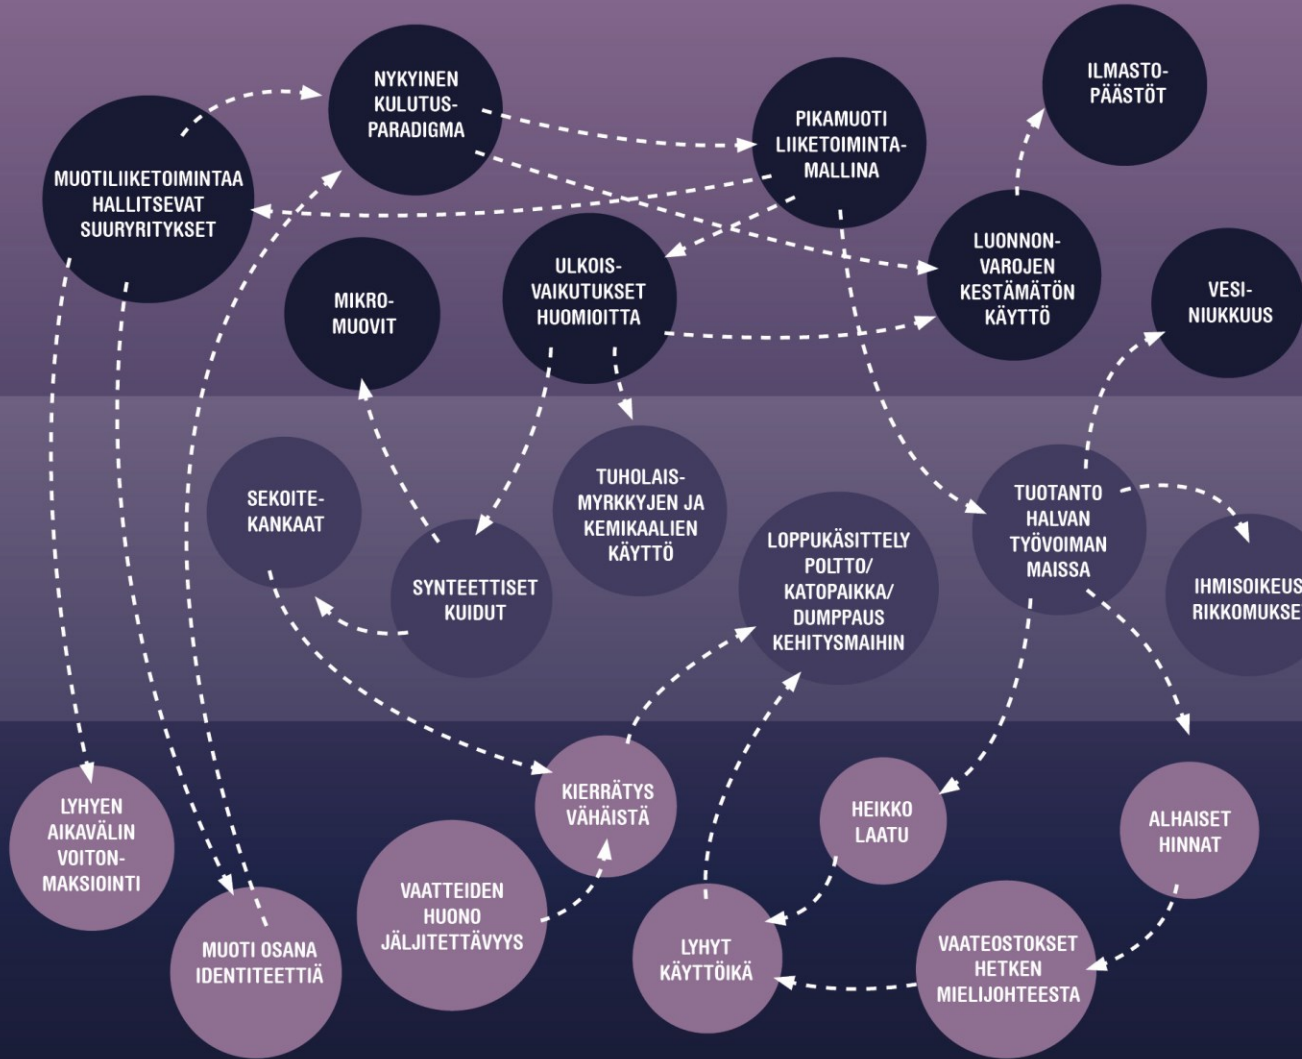 NYKYINEN
KULUTUS-
PARADIGMA
PIKAMUOTI
LIIKETOIMINTA-
MALLINA
ILMASTO-
PÄÄSTÖT
MUOTILIIKETOIMINTAA
HALLITSEVAT
SUURYRITYKSET
MIKRO-
MUOVIT
ULKOIS-
VAIKUTUKSET
HUOMIOITTA
LUONNON-
VAROJEN
KESTÄMÄTÖN
KÄYTTÖ
VESI-
NIUKKUUS
SEKOITE-
KANKAAT
SYNTEETTISET
KUIDUT
TUHOLAIS-
MYRKKYJEN JA
KEMIKAALIEN
KÄYTTÖ
LOPPUKÄSITTELY
POLTTO/
KATOPAIKKA/
DUMPPAUS
KEHITYSMAIHIN
TUOTANTO
HALVAN
TYÖVOIMAN
MAISSA
IHMISOIKEUS
RIKKOMUKSE
LYHYEN
AIKAVÄLIN
VOITON-
MAKSIOINTI
MUOTI OSANA
IDENTITEETTIÄ
VAATTEIDEN
HUONO
JÄLJITETTÄVYYS
KIERRÄTYS
VÄHÄISTÄ
LYHYT
KÄYTTÖIKÄ
HEIKKO
LAATU
VAATEOSTOKSET
HETKEN
MIELIJOHTEESTA
ALHAISET
HINNAT